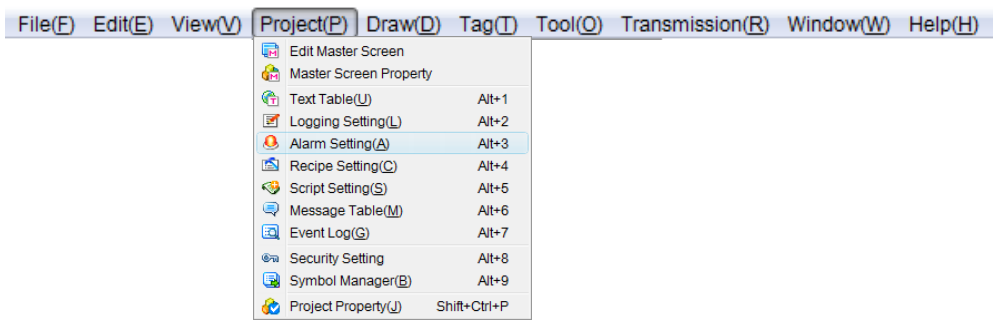 File(F) Edit(E) View(V) Project(P) Draw(D) Tag(T) Tool(O) Transmission(R) Window(W) Help(H)
Edit Master Screen
Master Screen Property
Text Table(U) Alt+1
Logging Setting(L) Alt+2
Alarm Setting(A) Alt+3
Recipe Setting(C) Alt+4
Script Setting(S) Alt+5
Message Table(M) Alt+6
Event Log(G) Alt+7
Security Setting Alt+8
Symbol Manager(B) Alt+9
Project Property(J) Shift+Ctrl+P